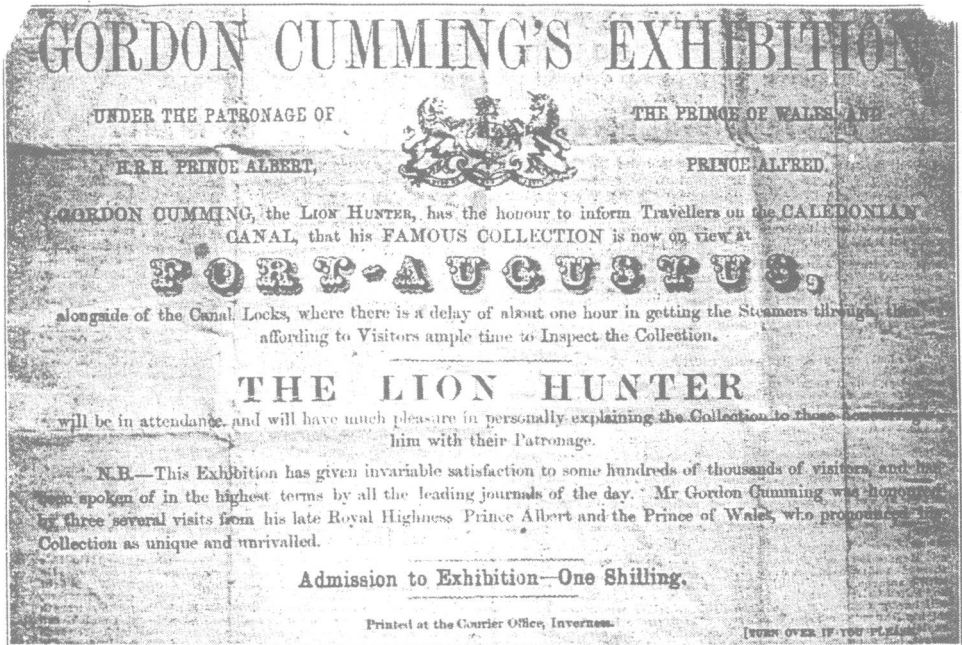 GORDON CUMMING'S EXHIBITION
UNDER THE PATRONAGE OF
H.R.H. PRINCE ALBERT,
THE PRINCE OF WALES, AND
PRINCE ALFRED.
GORDON CUMMING, the LION HUNTER, has the honour to inform Travellers on the CALEDONIAN
CANAL, that his FAMOUS COLLECTION is now on view at
FORT-AUGUSTUS,
alongside of the Canal Locks, where there is a delay of about one hour in getting the Steamers through, thus
affording to Visitors ample time to Inspect the Collection.
THE LION HUNTER
will be in attendance, and will have much pleasure in personally explaining the Collection to those
him with their Patronage.
N.B.—This Exhibition has given invariable satisfaction to some hundreds of thousands of visitors, and has
been spoken of in the highest terms by all the leading journals of the day. Mr Gordon Cumming was honoured
by three several visits from his late Royal Highness Prince Albert and the Prince of Wales, who pronounced
Collection as unique and unrivalled.
Admission to Exhibition—One Shilling.
Printed at the Courier Office, Inverness.
[TURN OVER IF YOU PLEASE